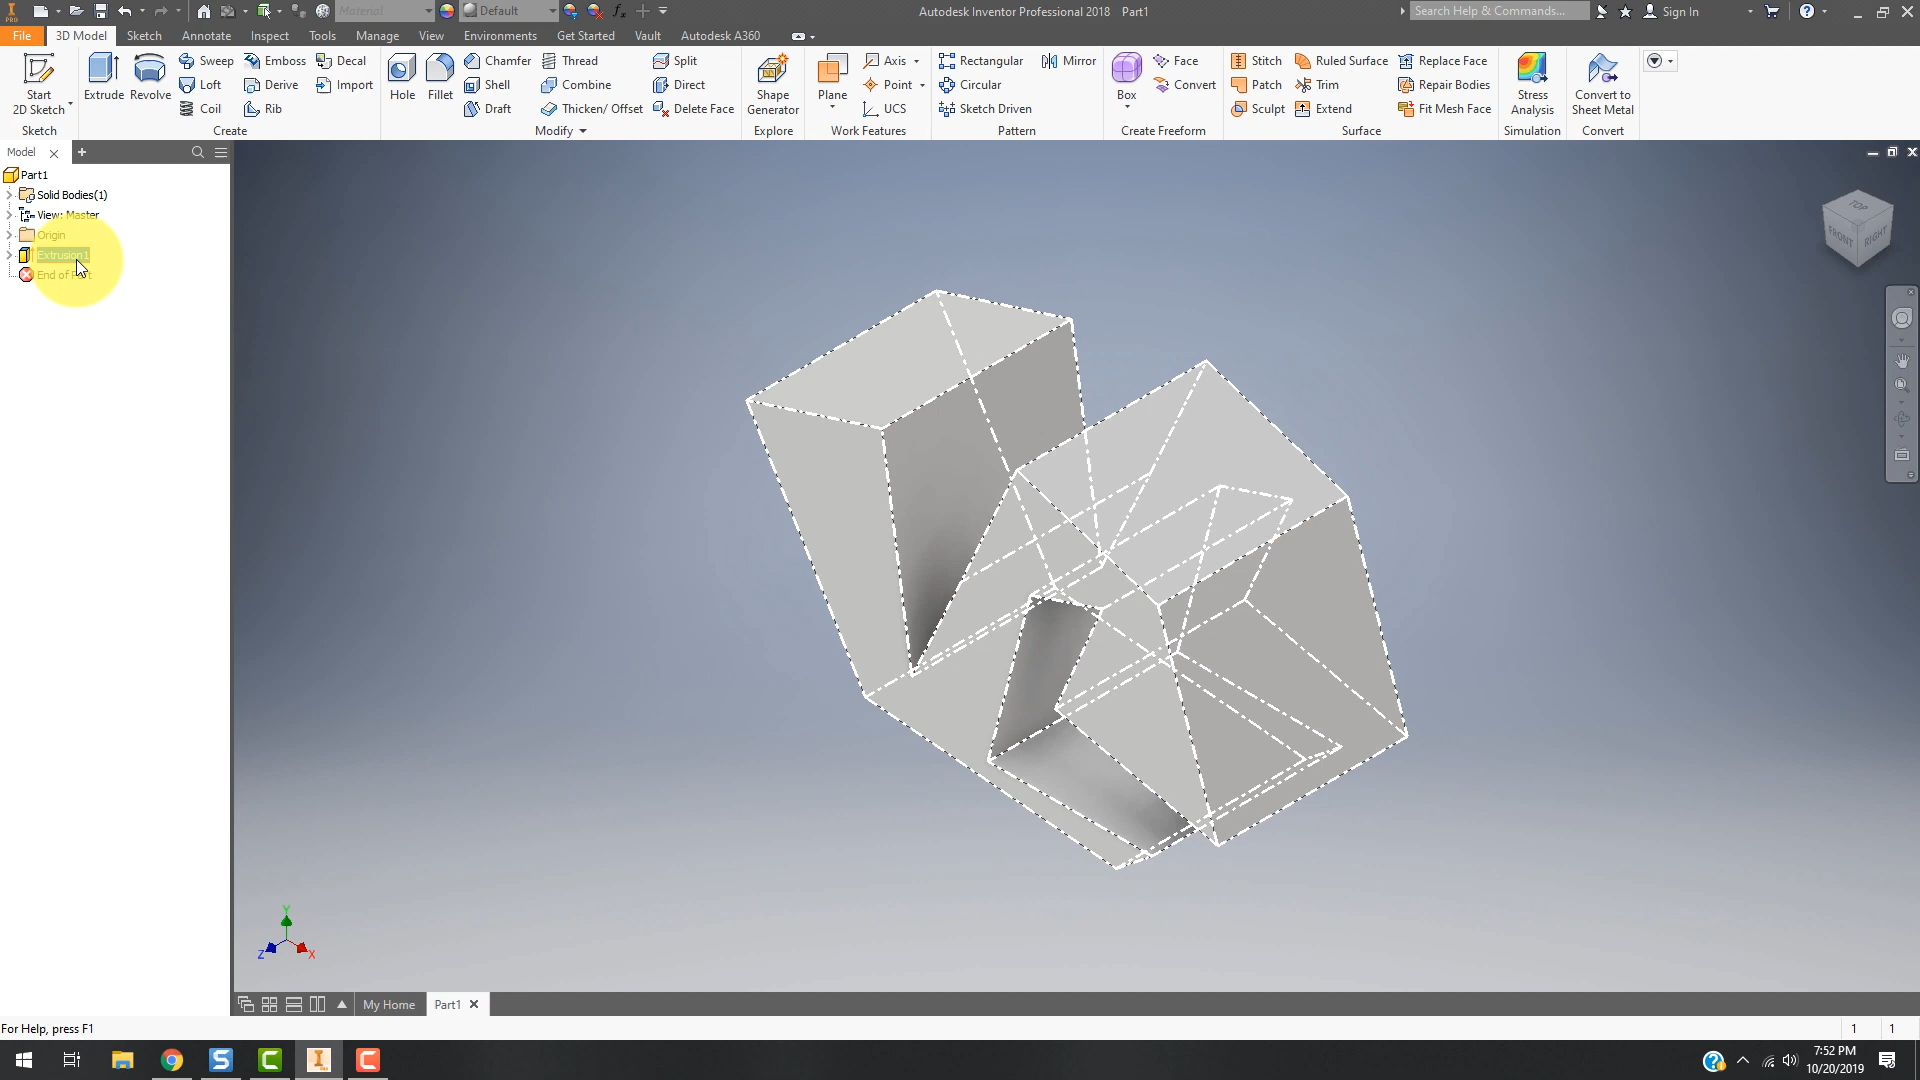 PRO
Material
Default
fx
Autodesk Inventor Professional 2018 Part1
Search Help & Commands...
Sign In
File
3D Model
Sketch
Annotate
Inspect
Tools
Manage
View
Environments
Get Started
Vault
Autodesk A360
Start
2D Sketch
Sketch
Extrude
Revolve
Sweep
Loft
Coil
Emboss
Derive
Rib
Decal
Import
Create
Hole
Fillet
Chamfer
Shell
Draft
Thread
Combine
Thicken/ Offset
Split
Direct
Delete Face
Modify
Shape
Generator
Explore
Plane
Axis
Point
UCS
Work Features
Rectangular
Circular
Sketch Driven
Mirror
Pattern
Box
Face
Convert
Create Freeform
Stitch
Patch
Sculpt
Ruled Surface
Trim
Extend
Replace Face
Repair Bodies
Fit Mesh Face
Surface
Stress
Analysis
Simulation
Convert to
Sheet Metal
Convert
Model
Part1
Solid Bodies(1)
View: Master
Origin
Extrusion1
TOP
FRONT
RIGHT
Y
Z
X
My Home
Part1
For Help, press F1
1
1
7:52 PM
10/20/2019